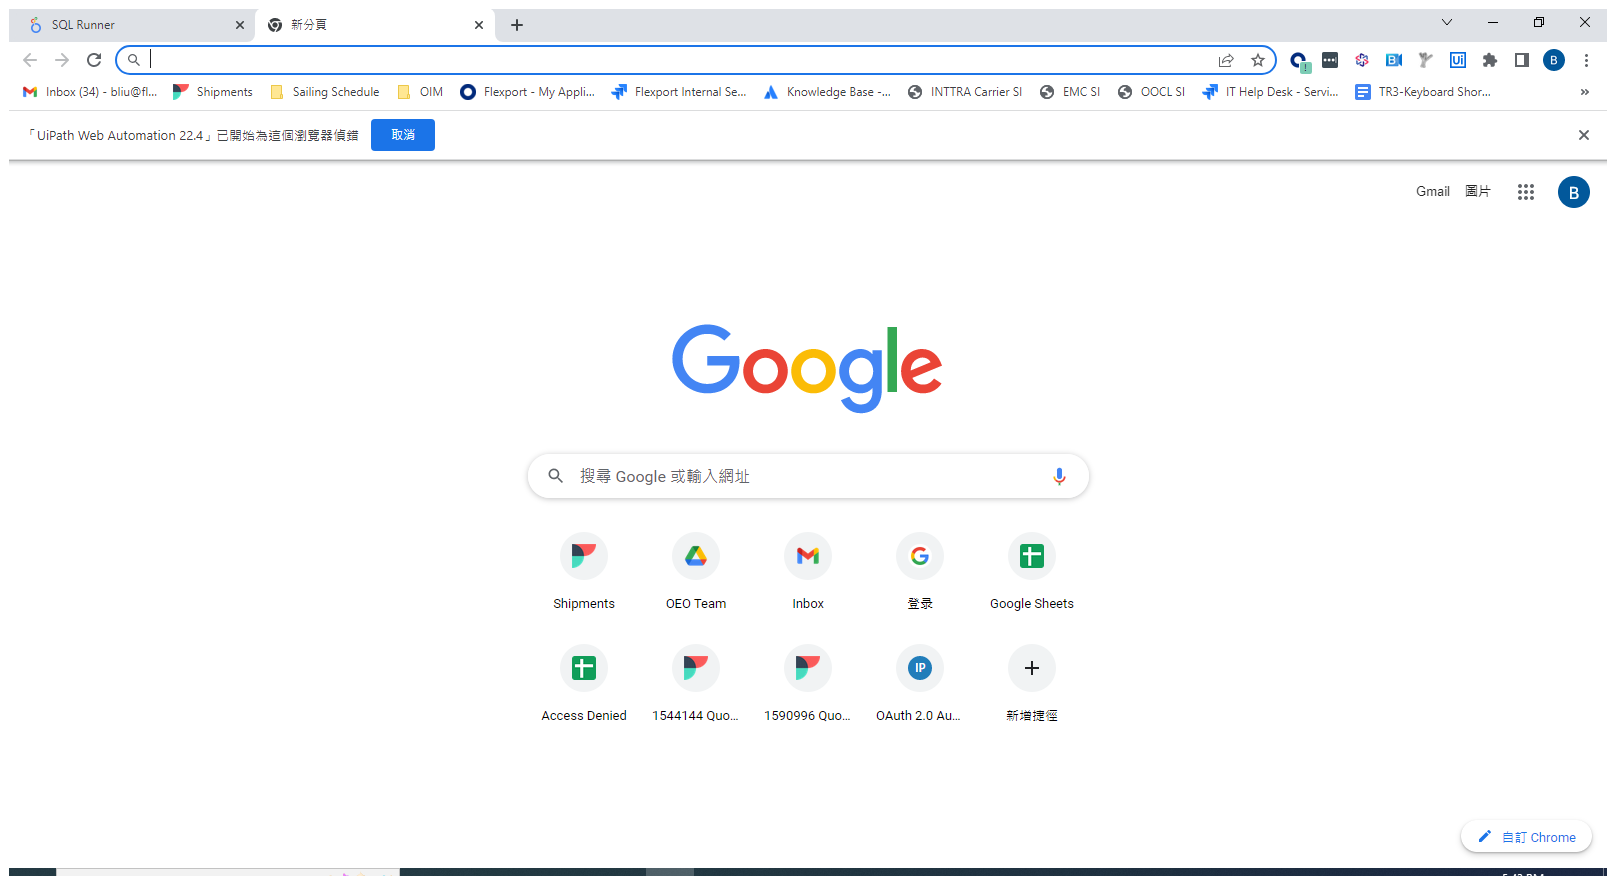 SQL Runner
新分頁
Inbox (34) - bliu@fl...
Shipments
Sailing Schedule
OIM
Flexport - My Appli...
Flexport Internal Se...
Knowledge Base -...
INTTRA Carrier SI
EMC SI
OOCL SI
IT Help Desk - Servi...
TR3-Keyboard Shor...
「UiPath Web Automation 22.4」已開始為這個瀏覽器偵錯
取消
Gmail
圖片
B
Google
搜尋 Google 或輸入網址
Shipments
OEO Team
Inbox
登录
Google Sheets
Access Denied
1544144 Quo...
1590996 Quo...
IP
OAuth 2.0 Au...
新增捷徑
自訂 Chrome